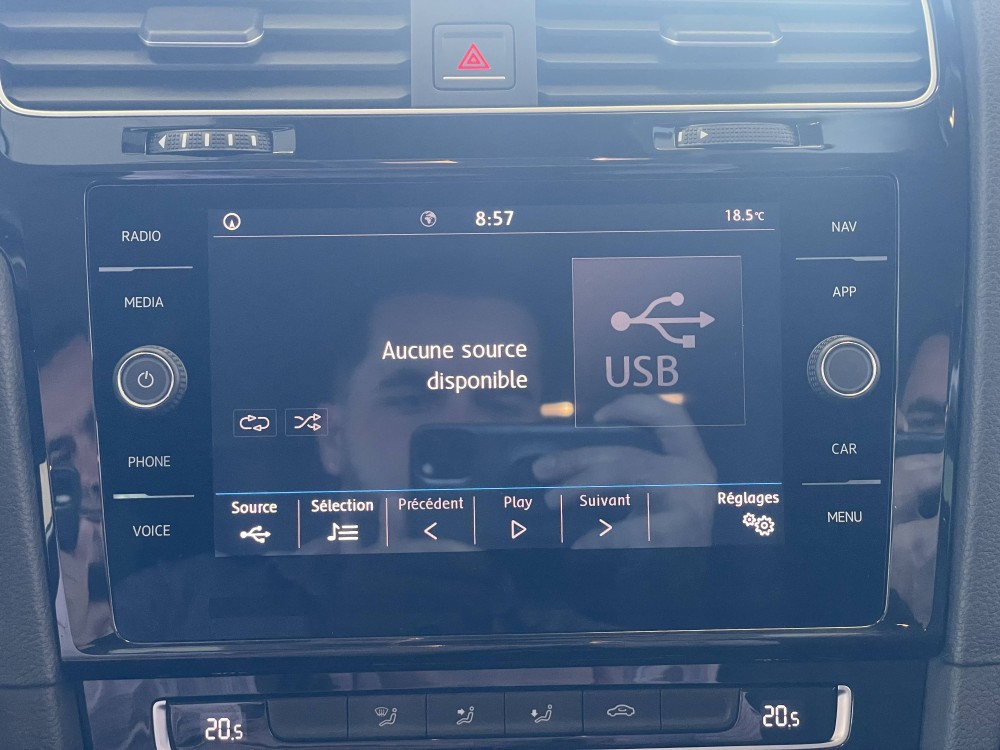 8:57
18.5°C
RADIO
NAV
MEDIA
APP
Aucune source
disponible
USB
PHONE
CAR
VOICE
MENU
Source
Sélection
Précédent
Play
Suivant
Réglages
20.5
20.5